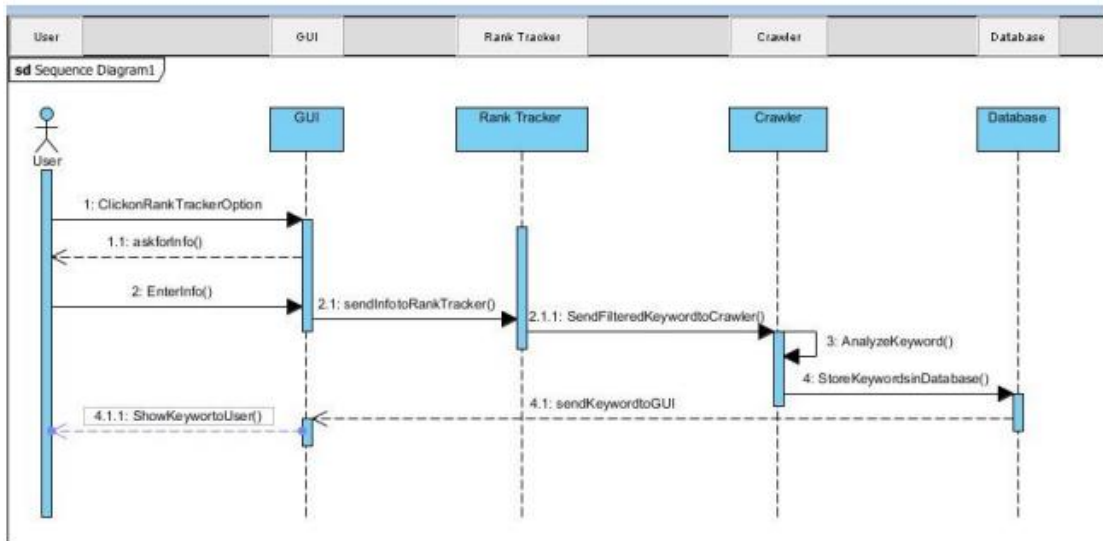 User
GUI
Rank Tracker
Crawler
Database
sd Sequence Diagram1
GUI
Rank Tracker
Crawler
Database
User
1: ClickonRankTrackerOption
1.1: askforInfo()
2: EnterInfo()
2.1: sendInfotoRankTracker()
2.1.1: SendFilteredKeywordtoCrawler()
3: AnalyzeKeyword()
4: StoreKeywordsinDatabase()
4.1: sendKeywordtoGUI
4.1.1: ShowKeywortoUser()